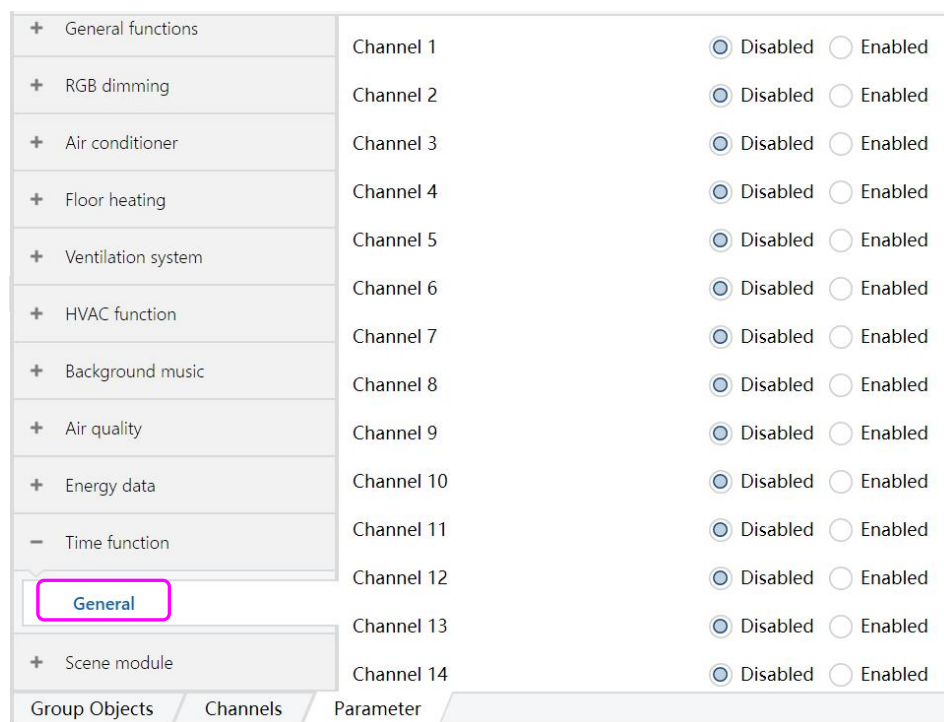 General functions
RGB dimming
Air conditioner
Floor heating
Ventilation system
HVAC function
Background music
Air quality
Energy data
Time function
General
Scene module
Channel 1 Disabled Enabled
Channel 2 Disabled Enabled
Channel 3 Disabled Enabled
Channel 4 Disabled Enabled
Channel 5 Disabled Enabled
Channel 6 Disabled Enabled
Channel 7 Disabled Enabled
Channel 8 Disabled Enabled
Channel 9 Disabled Enabled
Channel 10 Disabled Enabled
Channel 11 Disabled Enabled
Channel 12 Disabled Enabled
Channel 13 Disabled Enabled
Channel 14 Disabled Enabled
Group Objects Channels Parameter